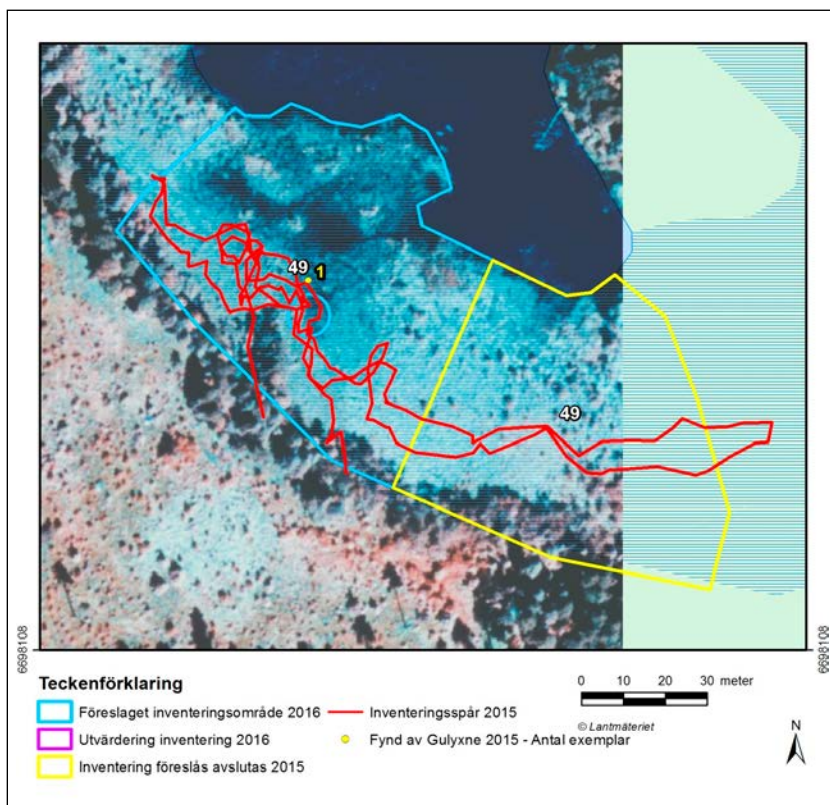 49
1
49
6698108
6698108
Teckenförklaring
Föreslaget inventeringsområde 2016
Utvärdering inventering 2016
Inventering föreslås avslutas 2015
Inventeringsspår 2015
Fynd av Gulyxne 2015 - Antal exemplar
0 10 20 30 meter
© Lantmäteriet
N